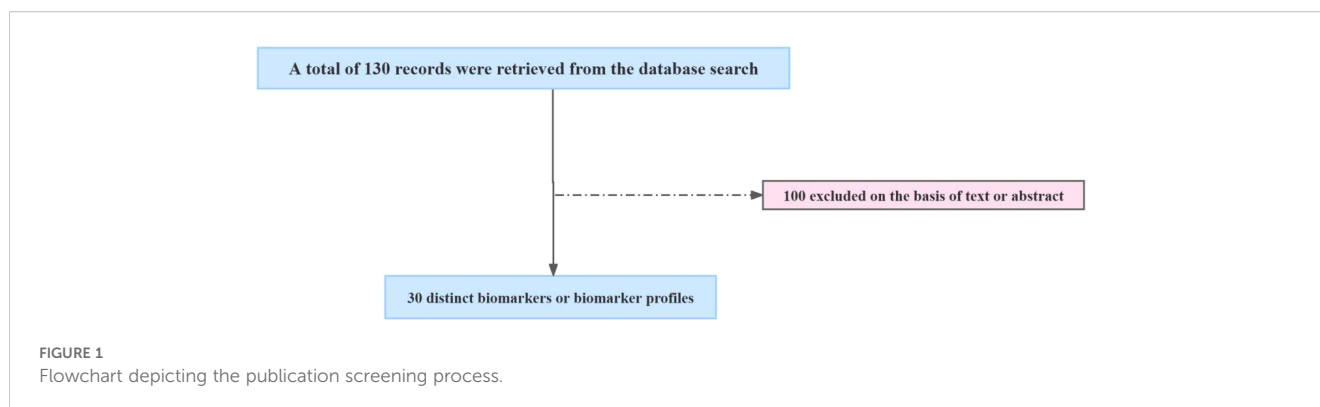 A total of 130 records were retrieved from the database search
100 excluded on the basis of text or abstract
30 distinct biomarkers or biomarker profiles
FIGURE 1
Flowchart depicting the publication screening process.